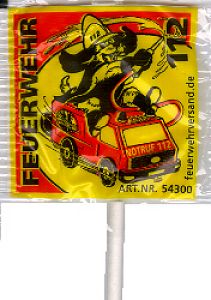 FEUERWEHR
112
feuerwehrversand.de
NOTRUF 112
ART.NR. 54300